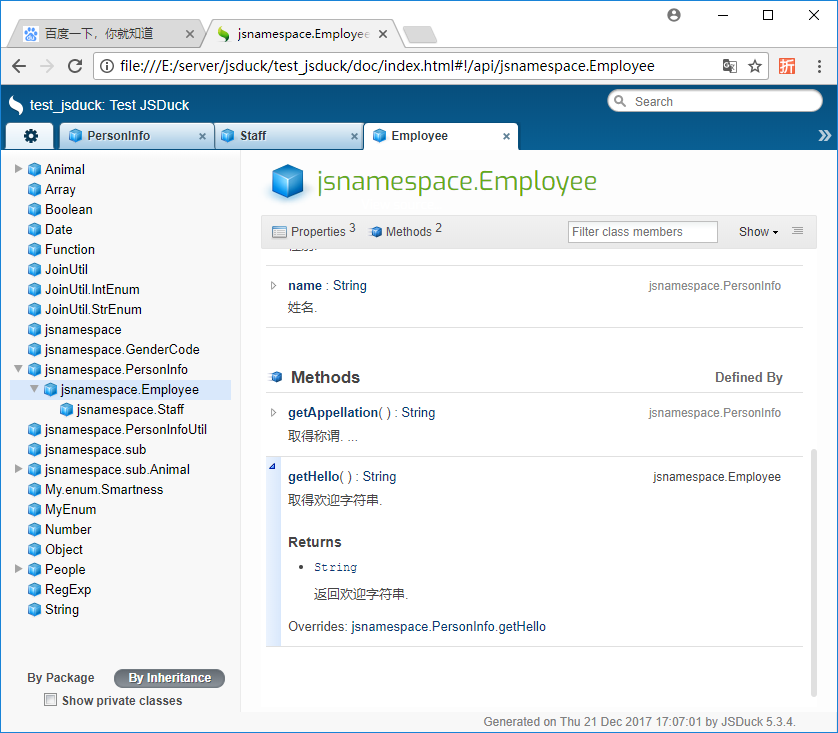 百度一下，你就知道
jsnamespace.Employee
file:///E:/server/jsduck/test_jsduck/doc/index.html#!/api/jsnamespace.Employee
折
test_jsduck: Test JSDuck
Search
PersonInfo
Staff
Employee
Animal
Array
Boolean
Date
Function
JoinUtil
JoinUtil.IntEnum
JoinUtil.StrEnum
jsnamespace
jsnamespace.GenderCode
jsnamespace.PersonInfo
jsnamespace.Employee
jsnamespace.Staff
jsnamespace.PersonInfoUtil
jsnamespace.sub
jsnamespace.sub.Animal
My.enum.Smartness
MyEnum
Number
Object
People
RegExp
String
By Package By Inheritance
Show private classes
jsnamespace.Employee
Properties 3 Methods 2 Filter class members Show
name : String jsnamespace.PersonInfo
姓名.
Methods Defined By
getAppellation( ) : String jsnamespace.PersonInfo
取得称谓. ...
getHello( ) : String jsnamespace.Employee
取得欢迎字符串.
Returns
• String
返回欢迎字符串.
Overrides: jsnamespace.PersonInfo.getHello
Generated on Thu 21 Dec 2017 17:07:01 by JSDuck 5.3.4.